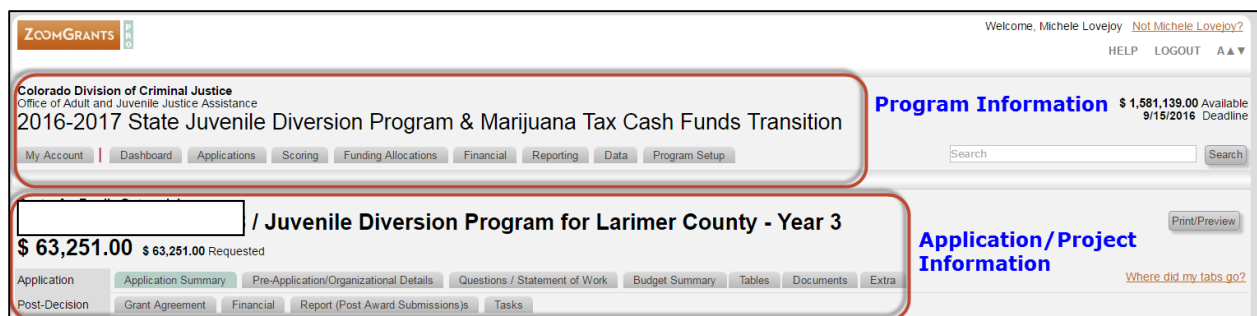 ZOOMGRANTS PRO
Welcome, Michele Lovejoy Not Michele Lovejoy?
HELP LOGOUT A▲▼
Colorado Division of Criminal Justice
Office of Adult and Juvenile Justice Assistance
2016-2017 State Juvenile Diversion Program & Marijuana Tax Cash Funds Transition
Program Information
$ 1,581,139.00 Available
9/15/2016 Deadline
My Account | Dashboard Applications Scoring Funding Allocations Financial Reporting Data Program Setup
Search Search
/ Juvenile Diversion Program for Larimer County - Year 3
Print/Preview
$ 63,251.00 $ 63,251.00 Requested
Application/Project
Information
Where did my tabs go?
Application Application Summary Pre-Application/Organizational Details Questions / Statement of Work Budget Summary Tables Documents Extra
Post-Decision Grant Agreement Financial Report (Post Award Submissions)s Tasks